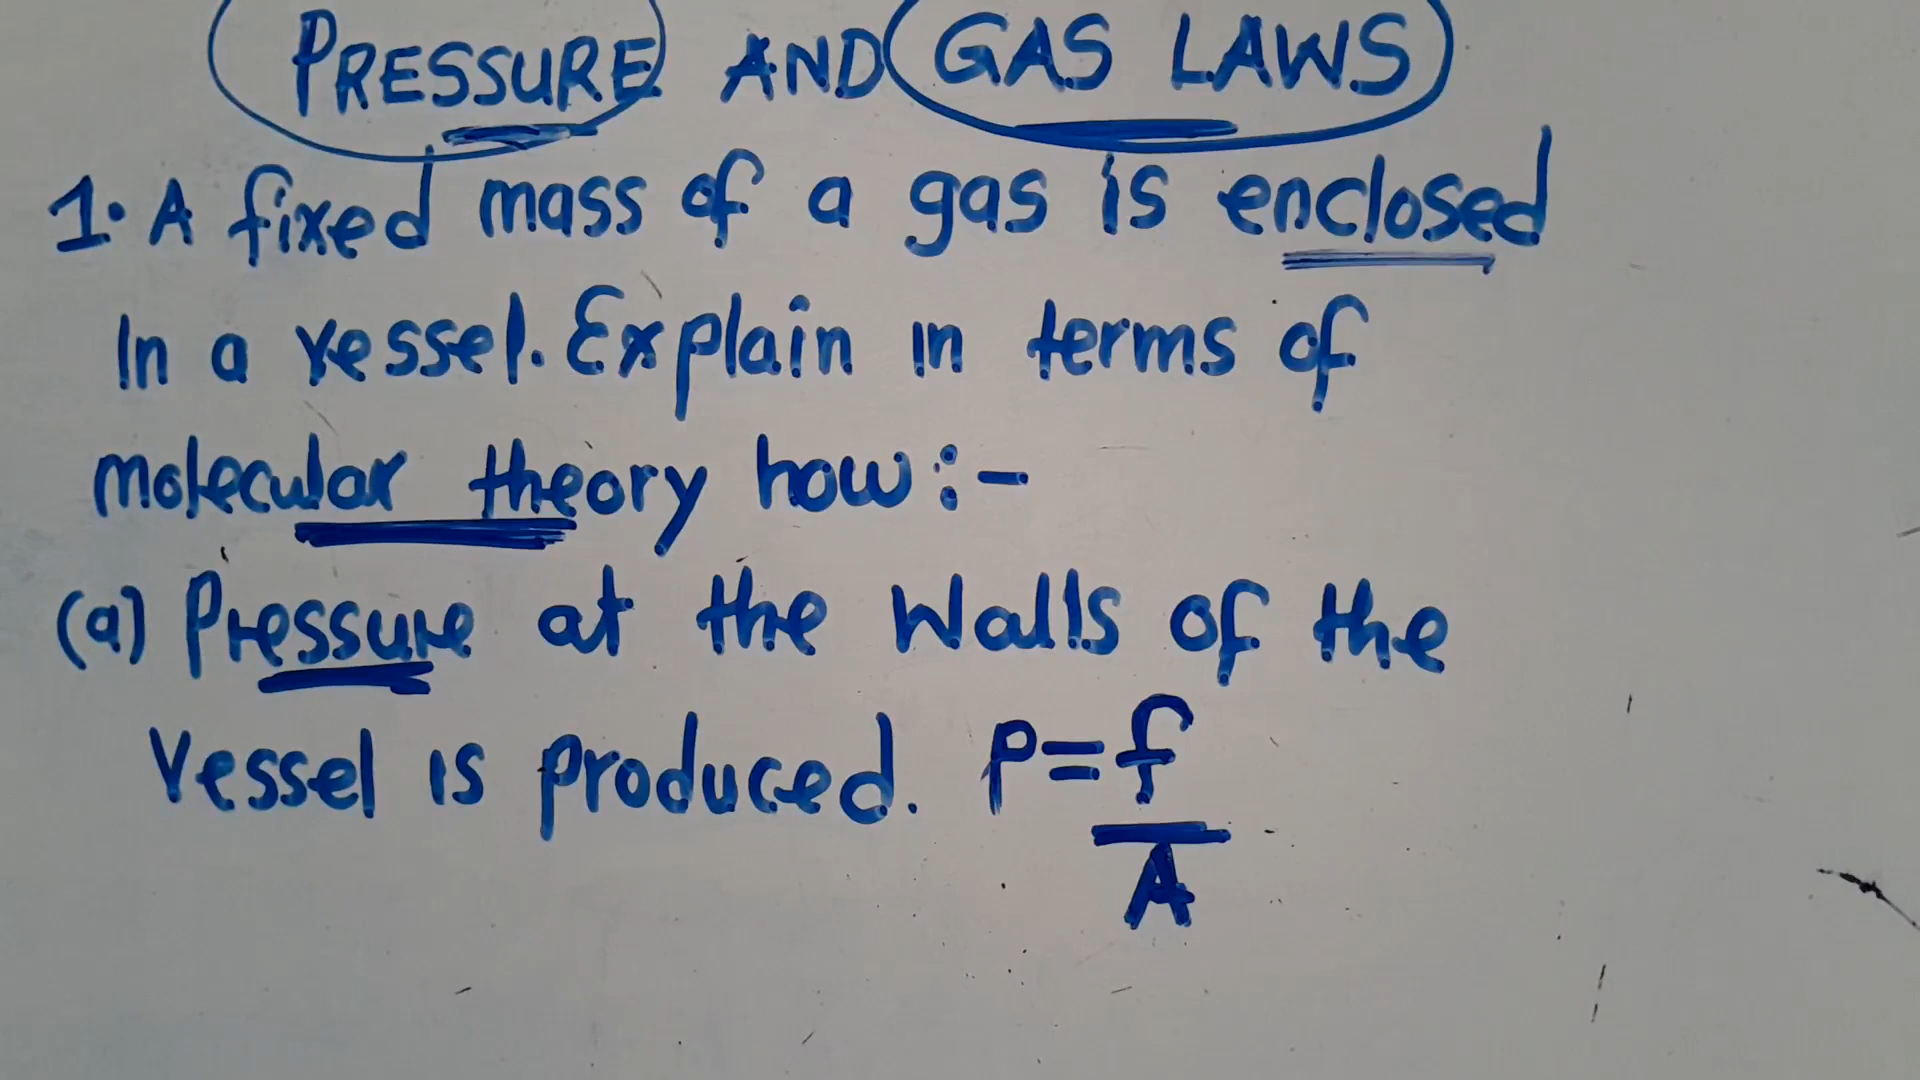 PRESSURE AND GAS LAWS
1. A fixed mass of a gas is enclosed
In a vessel. Explain in terms of
molecular theory how:-
(a) Pressure at the Walls of the
Vessel is produced. P=f
A